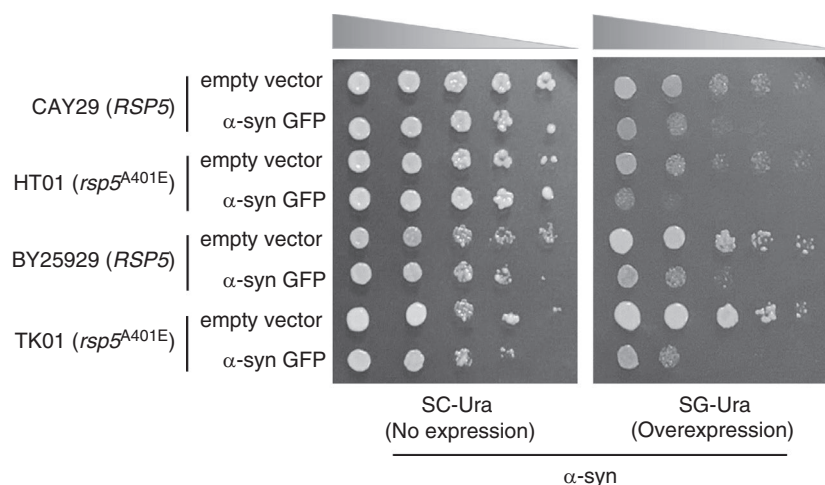 CAY29 (RSP5)
empty vector
α-syn GFP
HT01 (rsp5A401E)
empty vector
α-syn GFP
BY25929 (RSP5)
empty vector
α-syn GFP
TK01 (rsp5A401E)
empty vector
α-syn GFP
SC-Ura
(No expression)
SG-Ura
(Overexpression)
α-syn